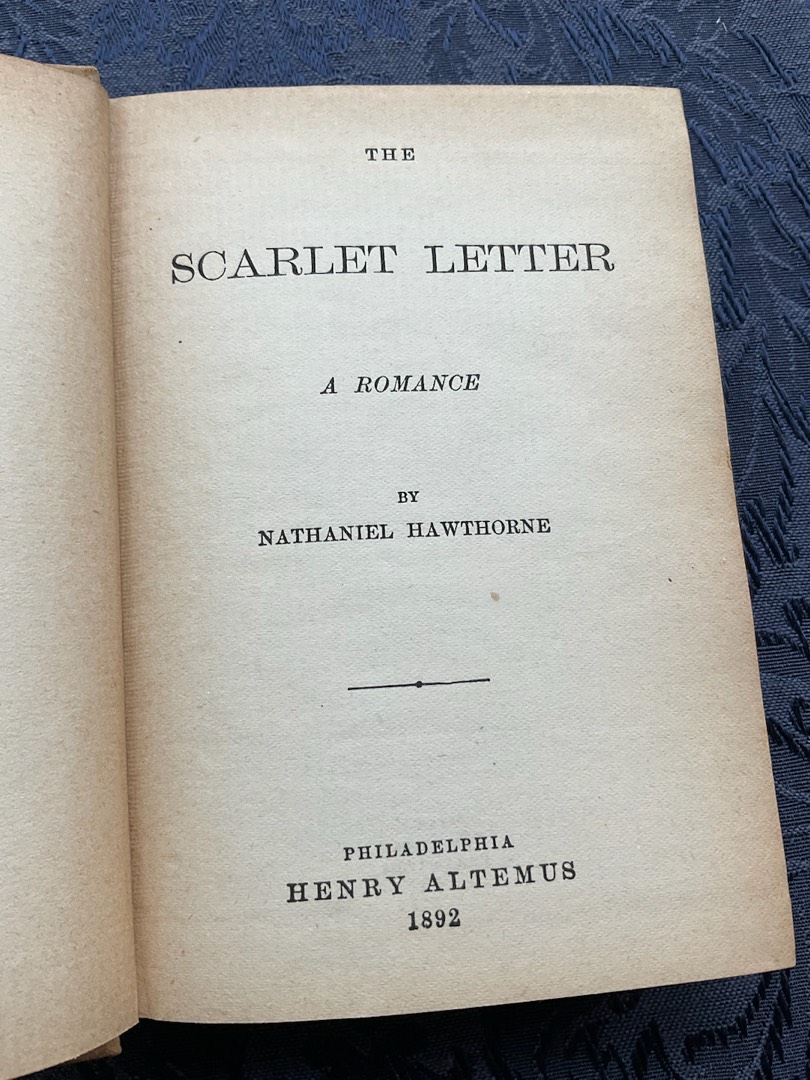 THE
SCARLET LETTER
A ROMANCE
BY
NATHANIEL HAWTHORNE
PHILADELPHIA
HENRY ALTEMUS
1892